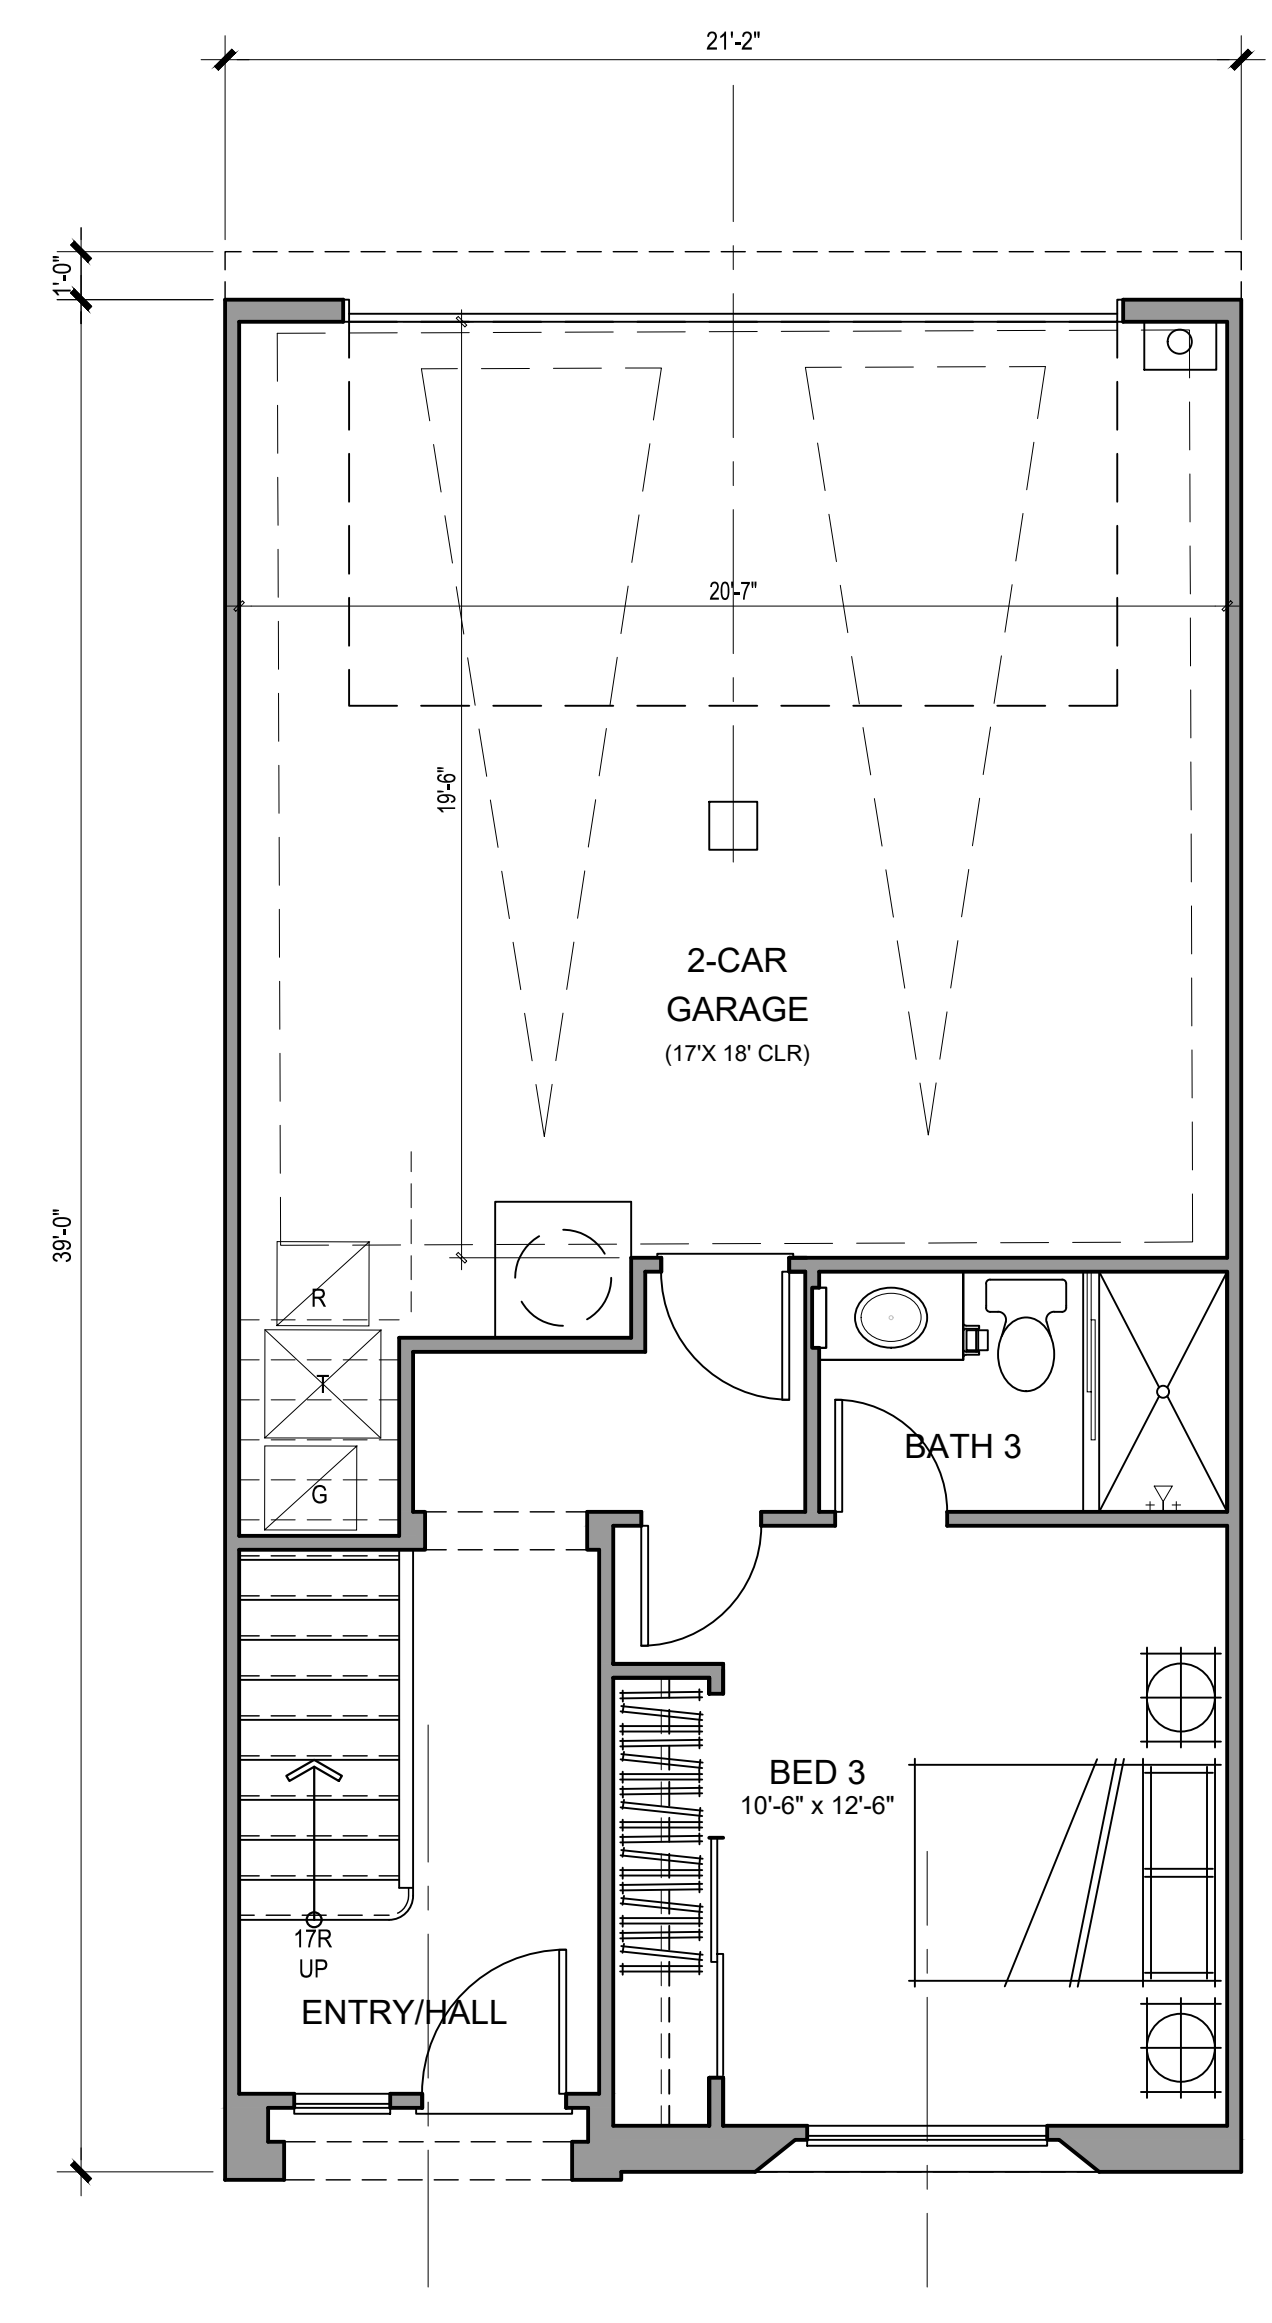 21'-2"
1'-0"
20'-7"
19'-6"
2-CAR
GARAGE
(17'X 18' CLR)
39'-0"
R
T
G
BATH 3
BED 3
10'-6" x 12'-6"
17R
UP
ENTRY/HALL